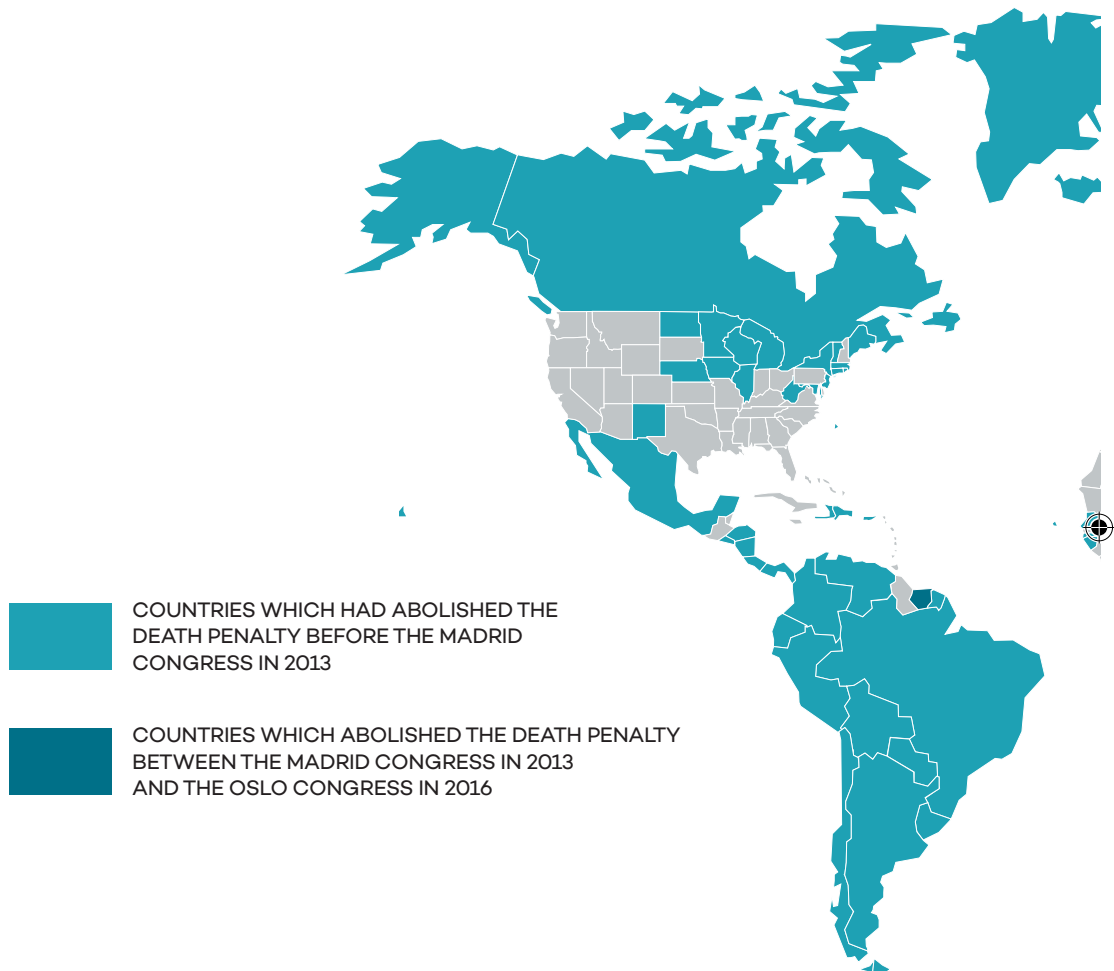 COUNTRIES WHICH HAD ABOLISHED THE
DEATH PENALTY BEFORE THE MADRID
CONGRESS IN 2013
COUNTRIES WHICH ABOLISHED THE DEATH PENALTY
BETWEEN THE MADRID CONGRESS IN 2013
AND THE OSLO CONGRESS IN 2016